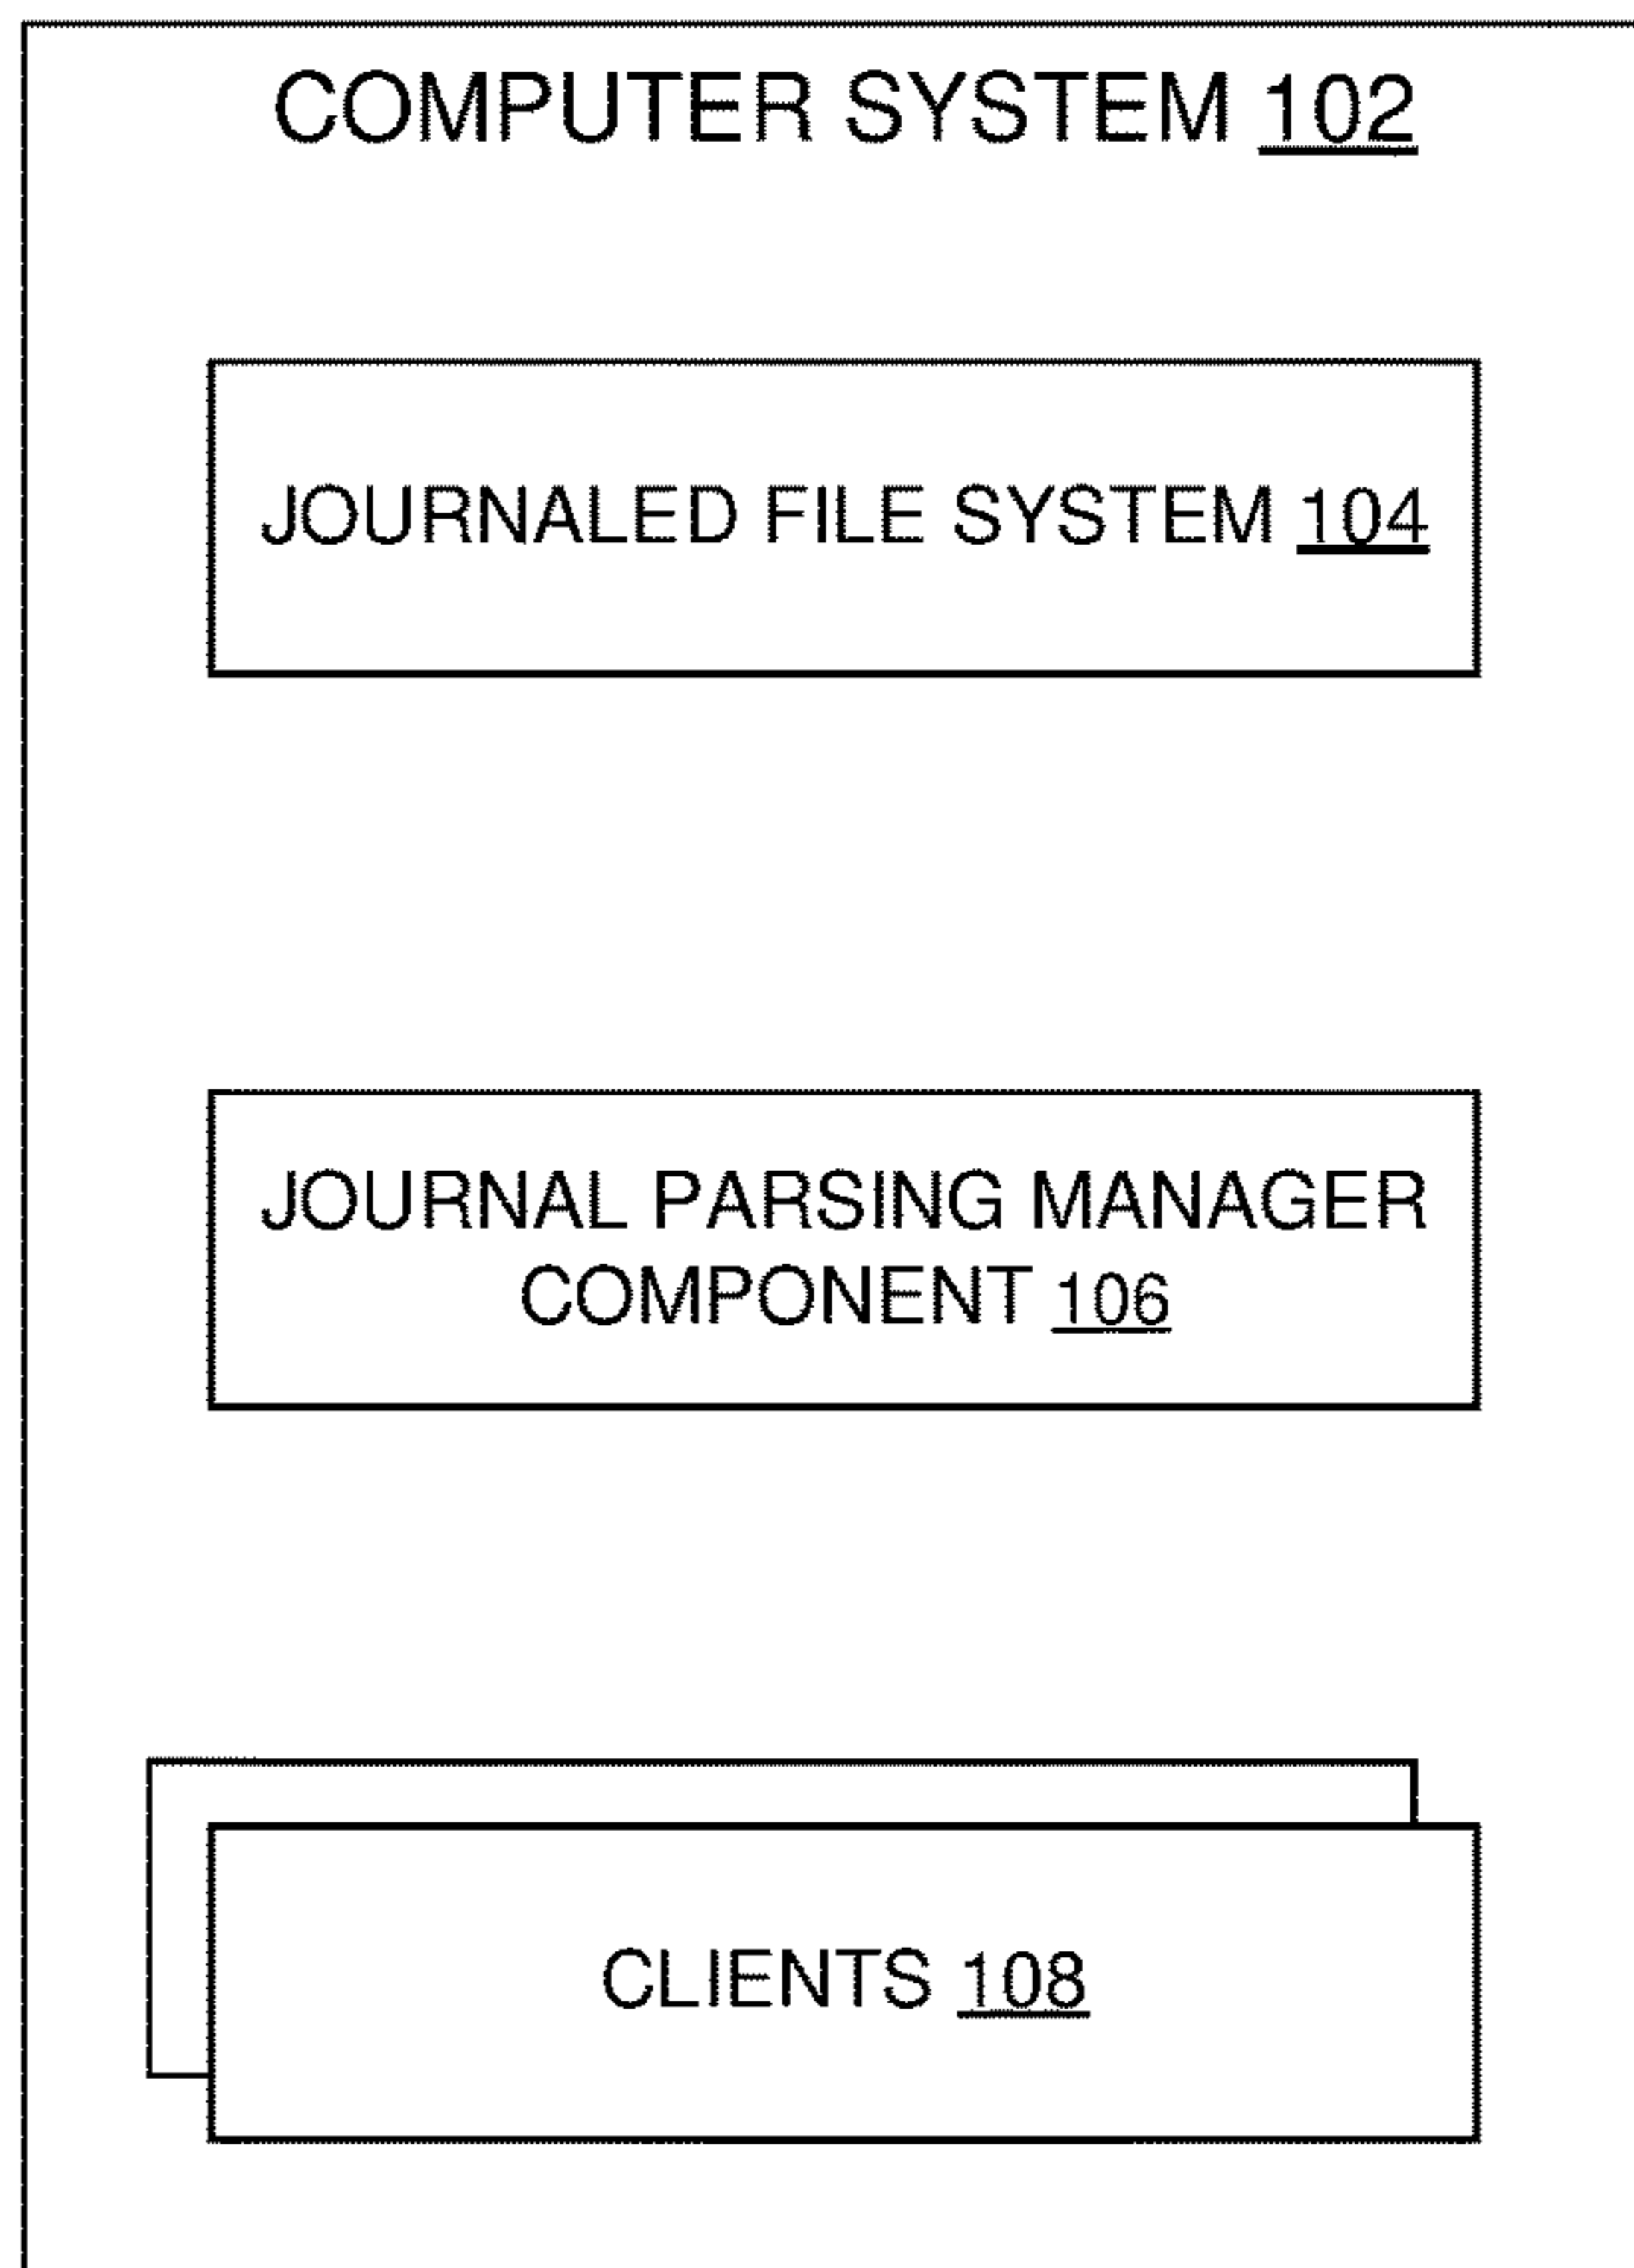 COMPUTER SYSTEM 102
JOURNALED FILE SYSTEM 104
JOURNAL PARSING MANAGER
COMPONENT 106
CLIENTS 108